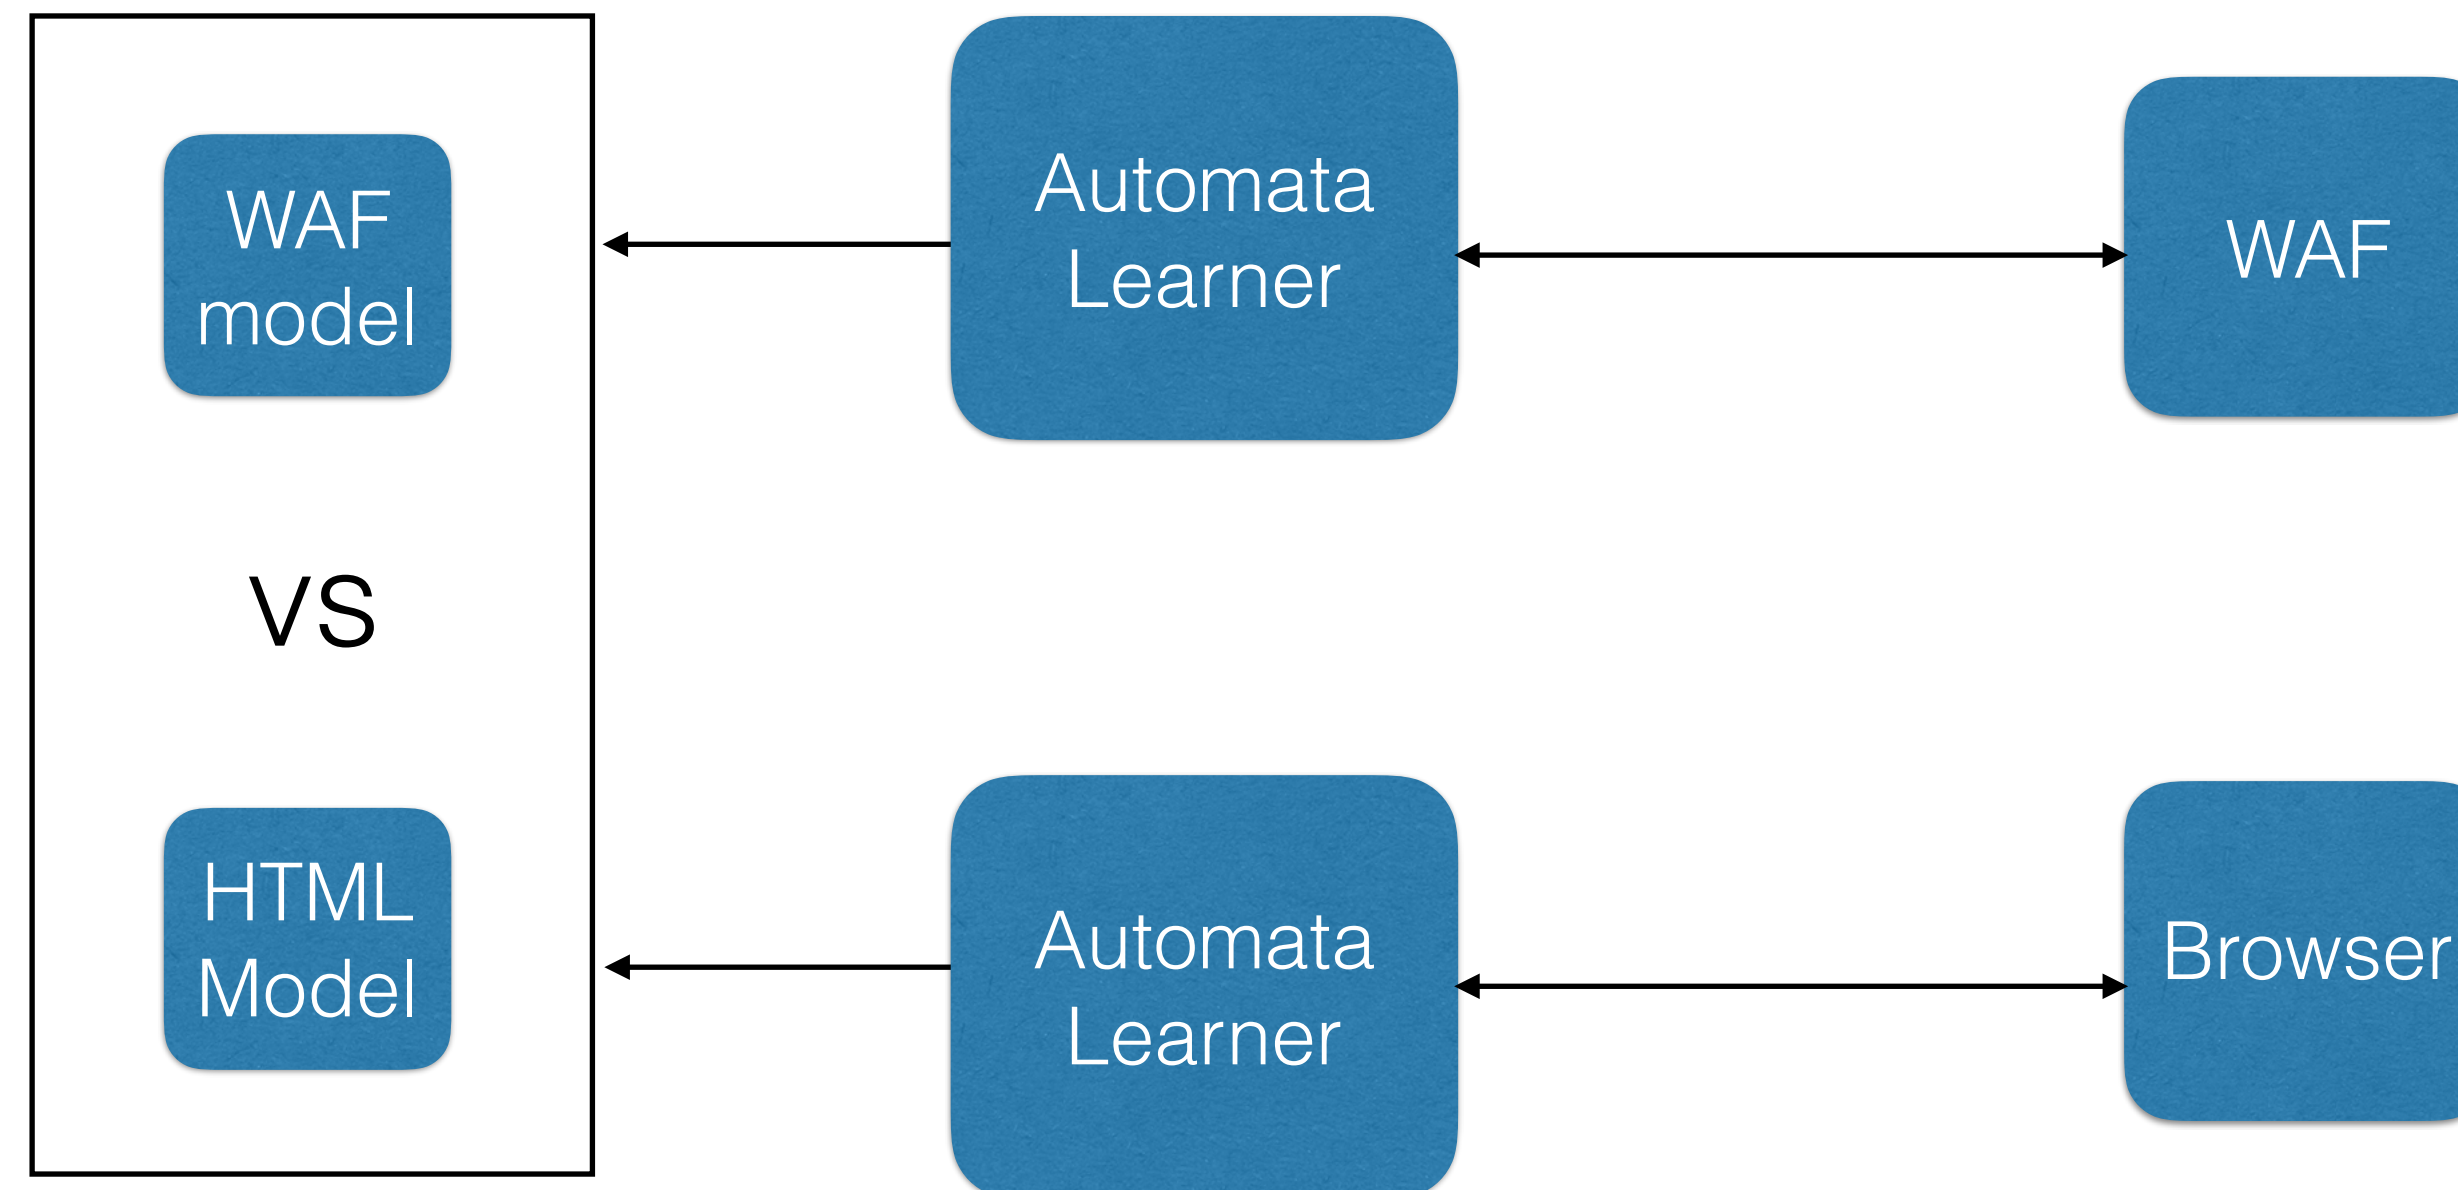 WAF
model
VS
HTML
Model
Automata
Learner
Automata
Learner
WAF
Browser